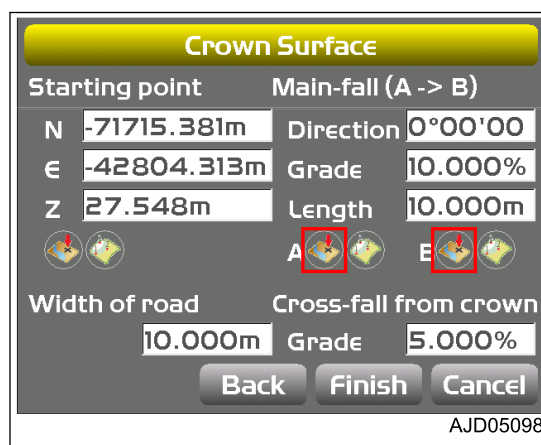 Crown Surface
Starting point Main-fall (A -> B)
N -71715.381m Direction 0°00'00
E -42804.313m Grade 10.000%
Z 27.548m Length 10.000m
A B
Width of road Cross-fall from crown
10.000m Grade 5.000%
Back Finish Cancel
AJD05098